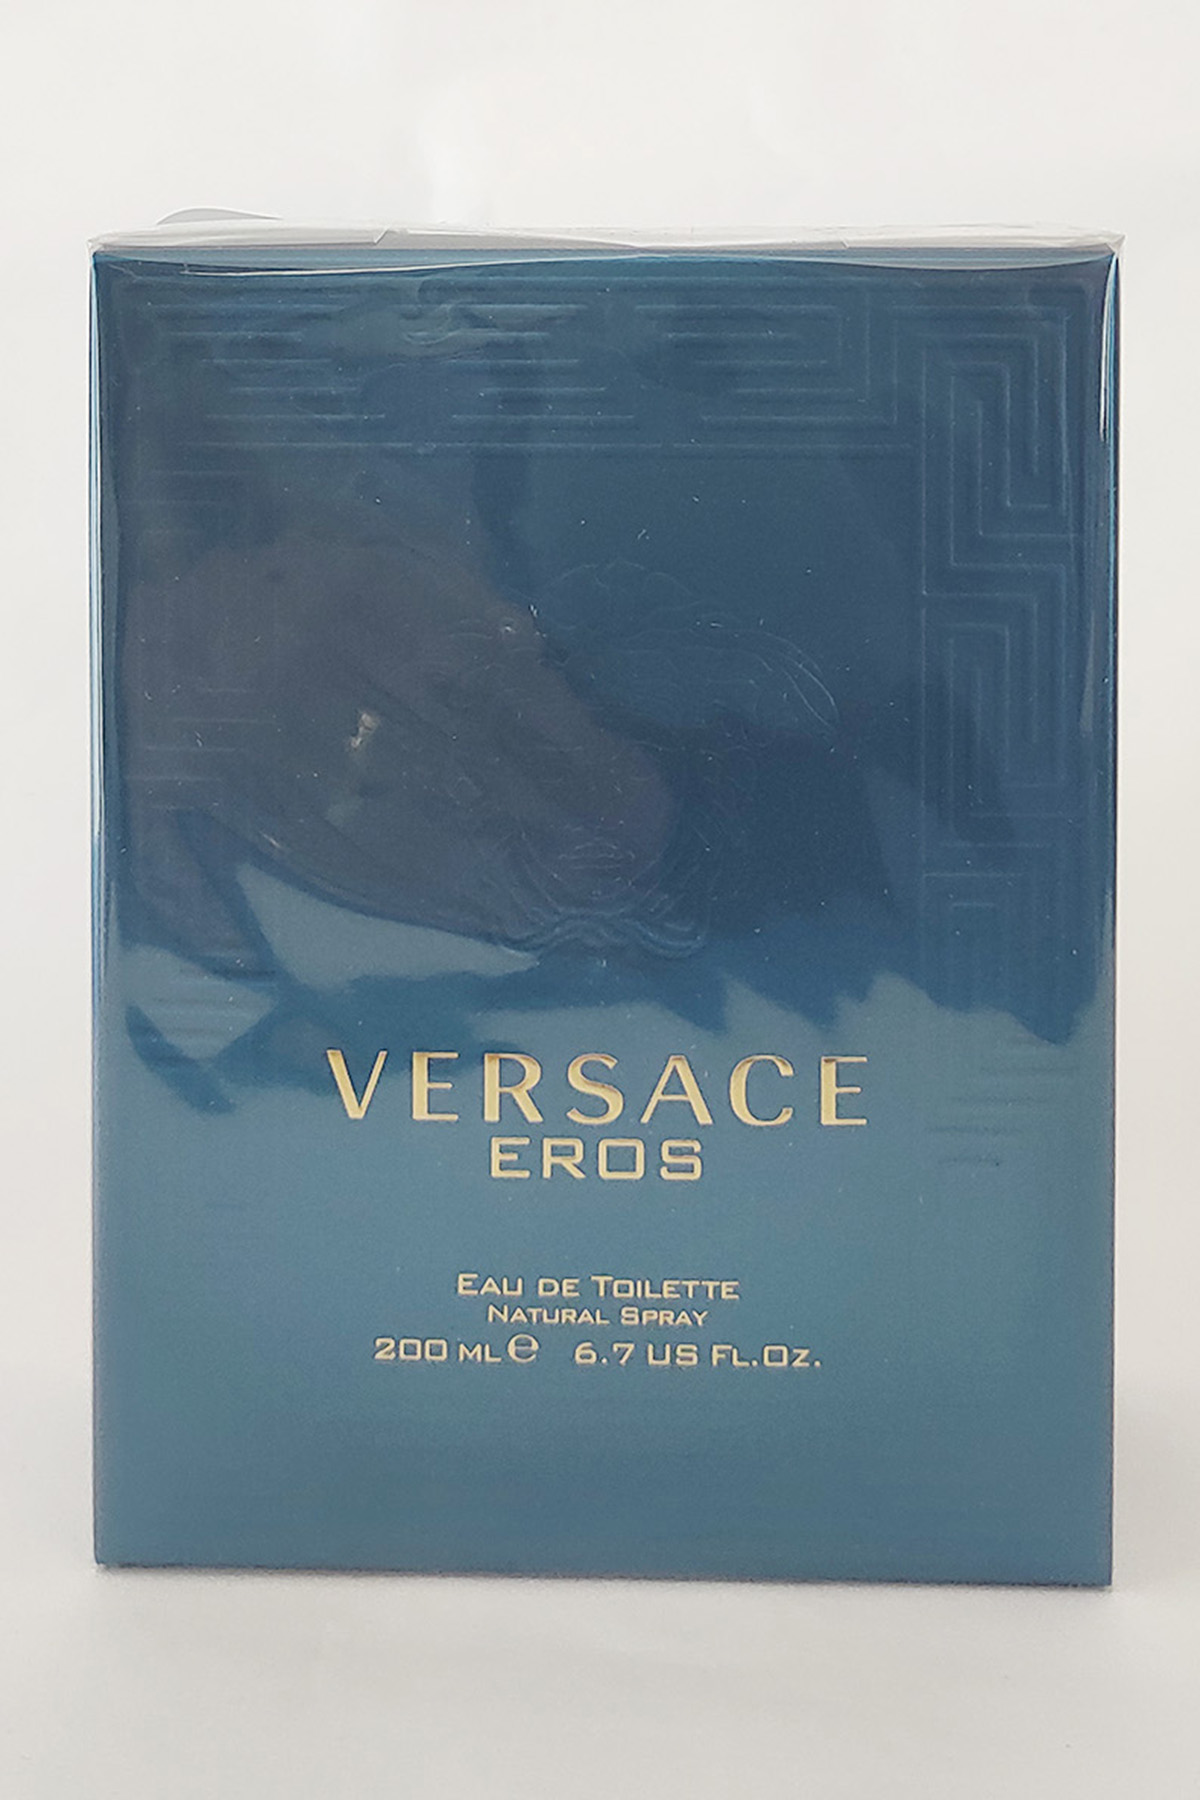 VERSACE
EROS
EAU DE TOILETTE
NATURAL SPRAY
200 ML ℮ 6.7 US FL.OZ.